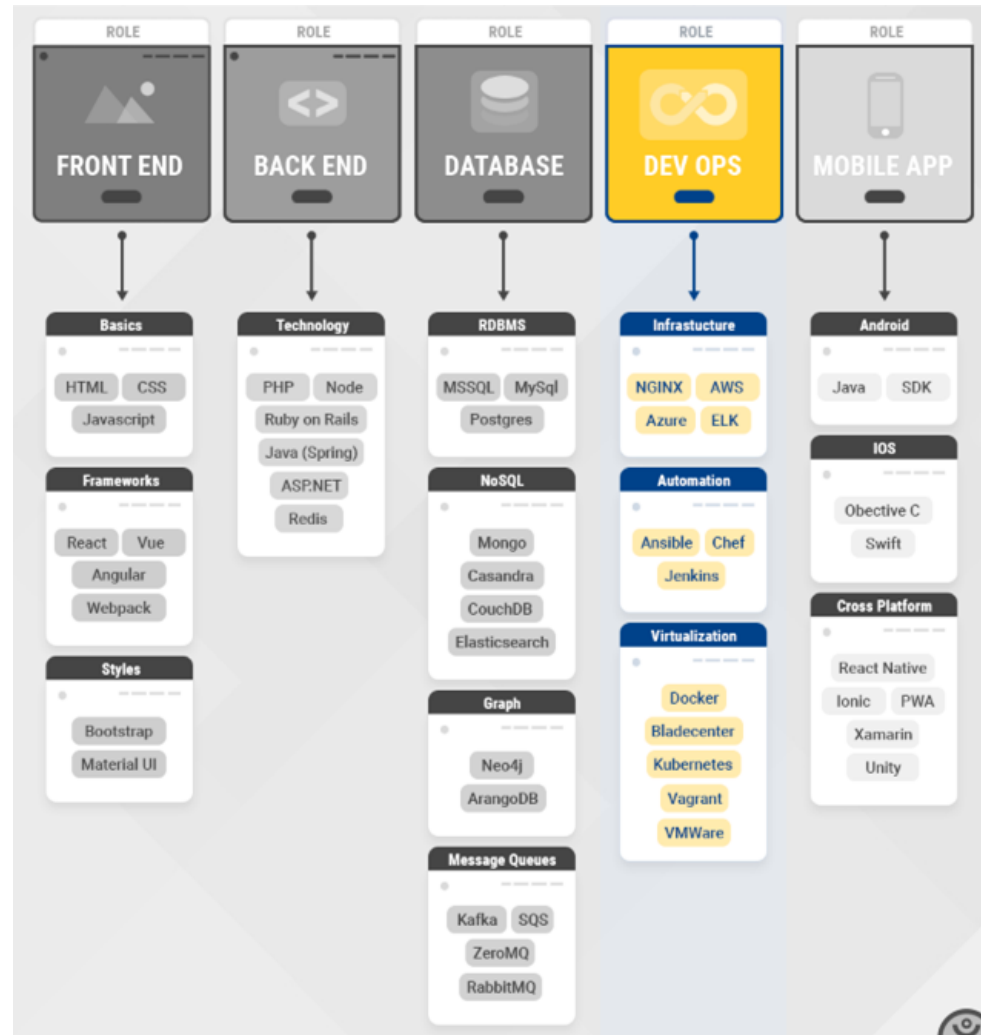 ROLE
FRONT END
Basics
HTML CSS
Javascript
Frameworks
React Vue
Angular
Webpack
Styles
Bootstrap
Material UI
ROLE
BACK END
Technology
PHP Node
Ruby on Rails
Java (Spring)
ASP.NET
Redis
ROLE
DATABASE
RDBMS
MSSQL MySql
Postgres
NoSQL
Mongo
Casandra
CouchDB
Elasticsearch
Graph
Neo4j
ArangoDB
Message Queues
Kafka SQS
ZeroMQ
RabbitMQ
ROLE
DEV OPS
Infrastucture
NGINX AWS
Azure ELK
Automation
Ansible Chef
Jenkins
Virtualization
Docker
Bladecenter
Kubernetes
Vagrant
VMWare
ROLE
MOBILE APP
Android
Java SDK
IOS
Obective C
Swift
Cross Platform
React Native
Ionic PWA
Xamarin
Unity